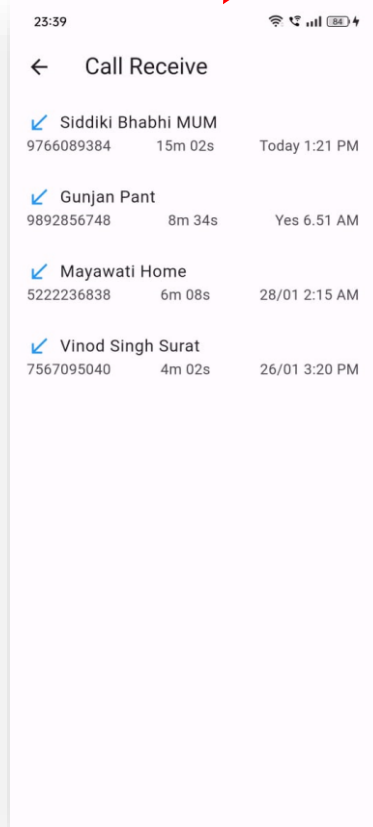 23:39
84
Call Receive
Siddiki Bhabhi MUM
9766089384 15m 02s Today 1:21 PM
Gunjan Pant
9892856748 8m 34s Yes 6.51 AM
Mayawati Home
5222236838 6m 08s 28/01 2:15 AM
Vinod Singh Surat
7567095040 4m 02s 26/01 3:20 PM